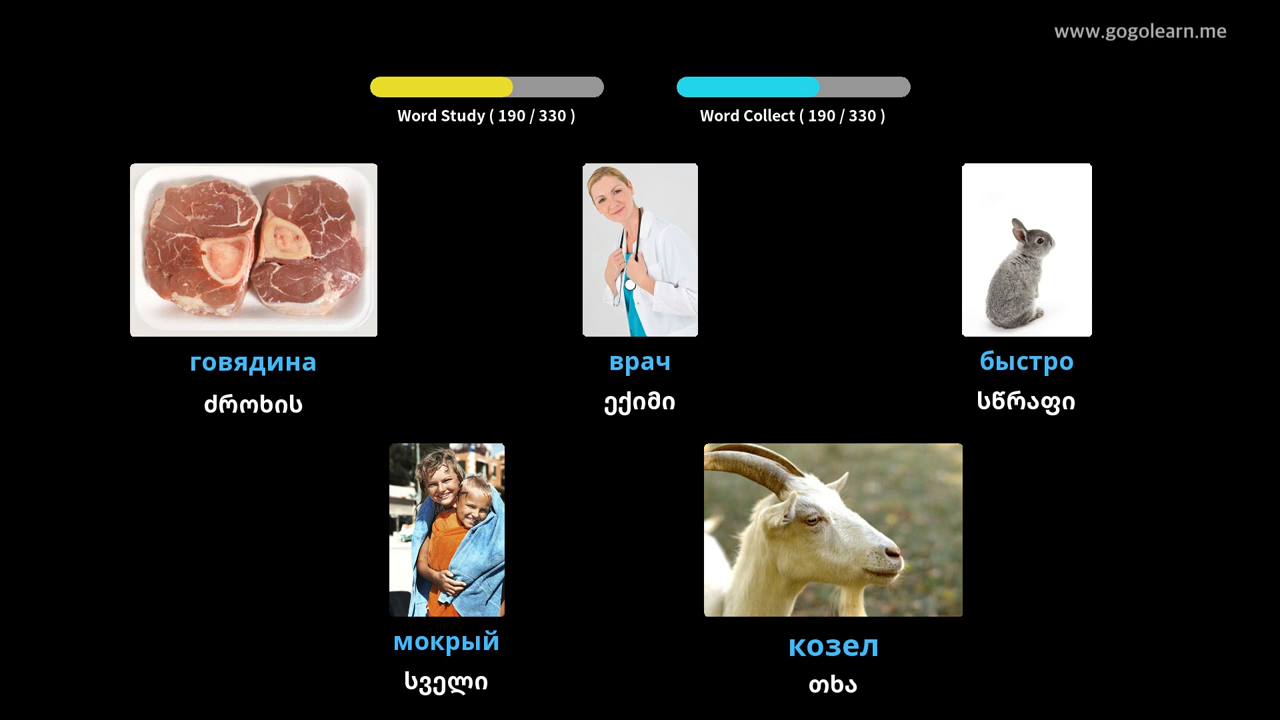 www.gogolearn.me
Word Study ( 190 / 330 )
Word Collect ( 190 / 330 )
говядина
ძროხის
врач
ექიმი
быстро
სწრაფი
мокрый
სველი
козел
თხა